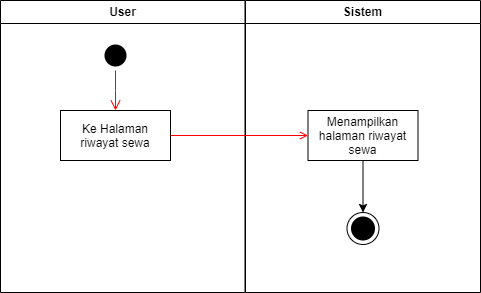 User
Sistem
Ke Halaman
riwayat sewa
Menampilkan
halaman riwayat
sewa